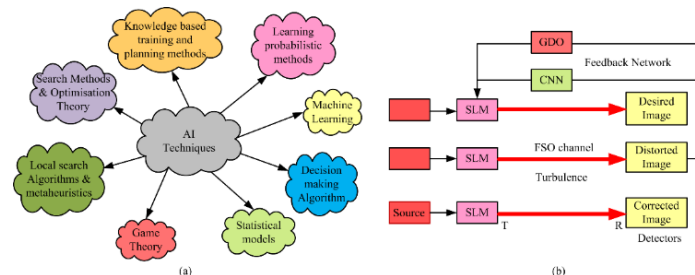 Knowledge based
training and
planning methods
Learning
probabilistic
methods
Search Methods
& Optimisation
Theory
Machine
Learning
AI
Techniques
Local search
Algorithms &
metaheuristics
Decision
making
Algorithm
Game
Theory
Statistical
models
(a)
GDO
Feedback Network
CNN
SLM
Desired
Image
SLM
FSO channel
Turbulence
Distorted
Image
Source
SLM
T
R
Corrected
Image
Detectors
(b)